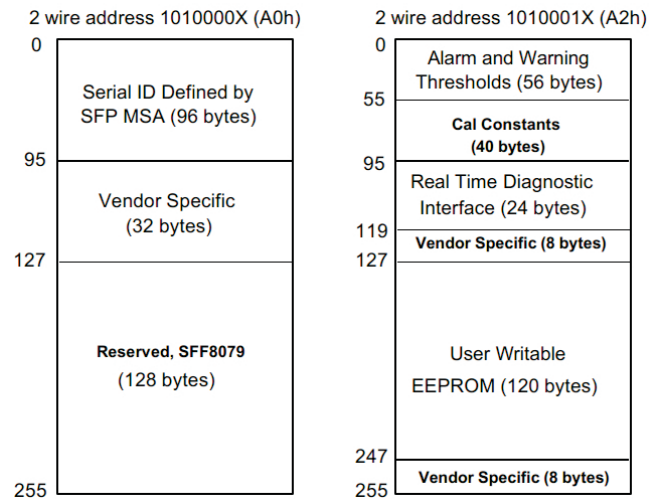 2 wire address 1010000X (A0h)
0
Serial ID Defined by
SFP MSA (96 bytes)
95
Vendor Specific
(32 bytes)
127
Reserved, SFF8079
(128 bytes)
255
2 wire address 1010001X (A2h)
0
Alarm and Warning
Thresholds (56 bytes)
55
Cal Constants
(40 bytes)
95
Real Time Diagnostic
Interface (24 bytes)
119
Vendor Specific (8 bytes)
127
User Writable
EEPROM (120 bytes)
247
Vendor Specific (8 bytes)
255